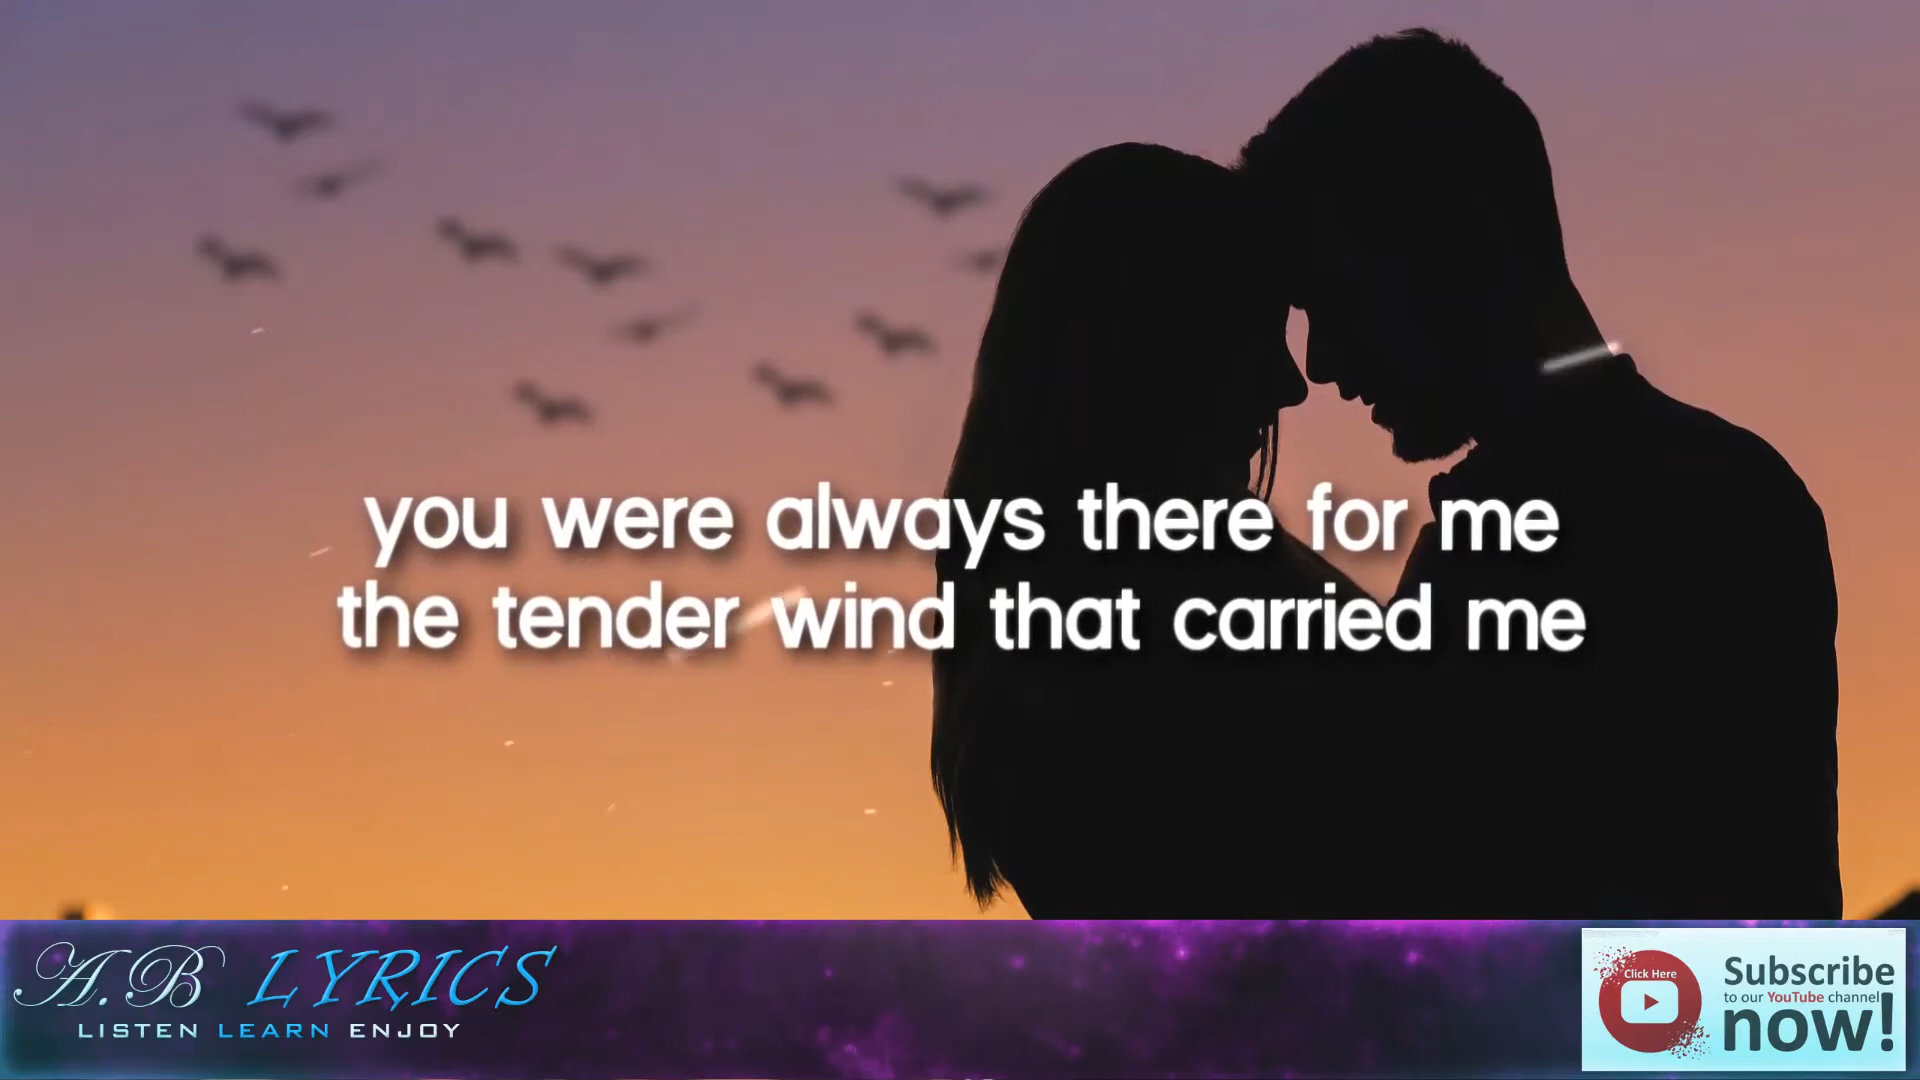 you were always there for me
the tender wind that carried me
A.B LYRICS
LISTEN LEARN ENJOY
Click Here
Subscribe
to our YouTube channel
now!